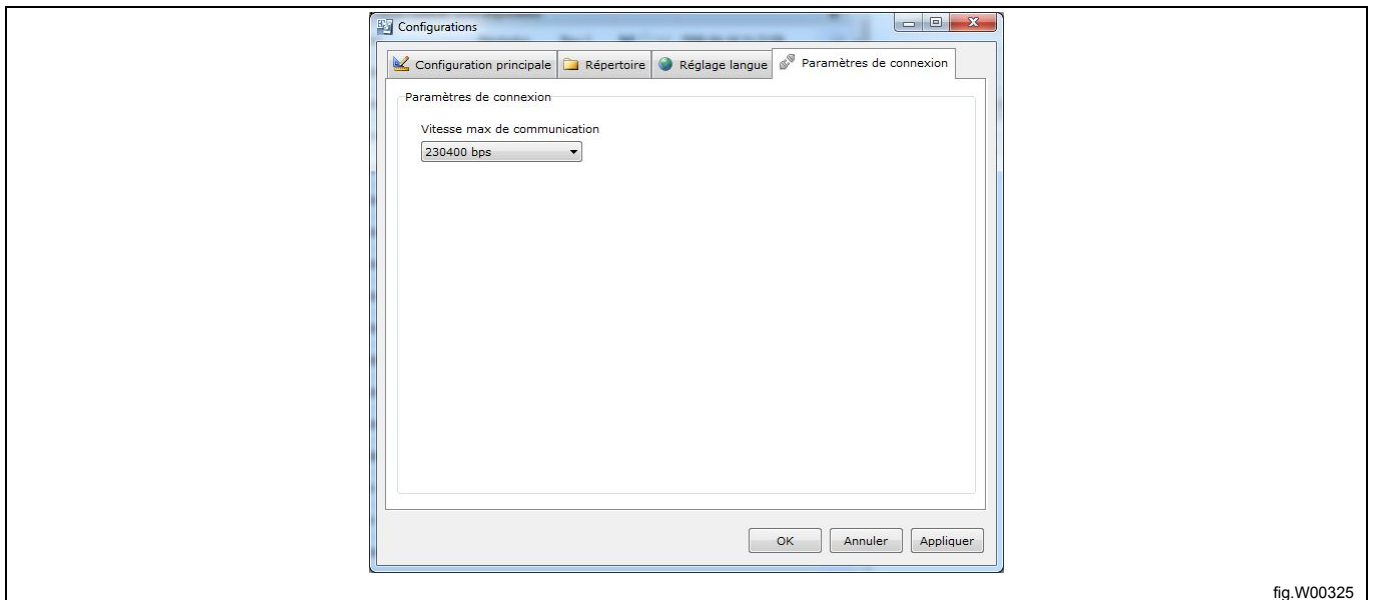 Configurations
Configuration principale Répertoire Réglage langue Paramètres de connexion
Paramètres de connexion
Vitesse max de communication
230400 bps
OK Annuler Appliquer
fig.W00325